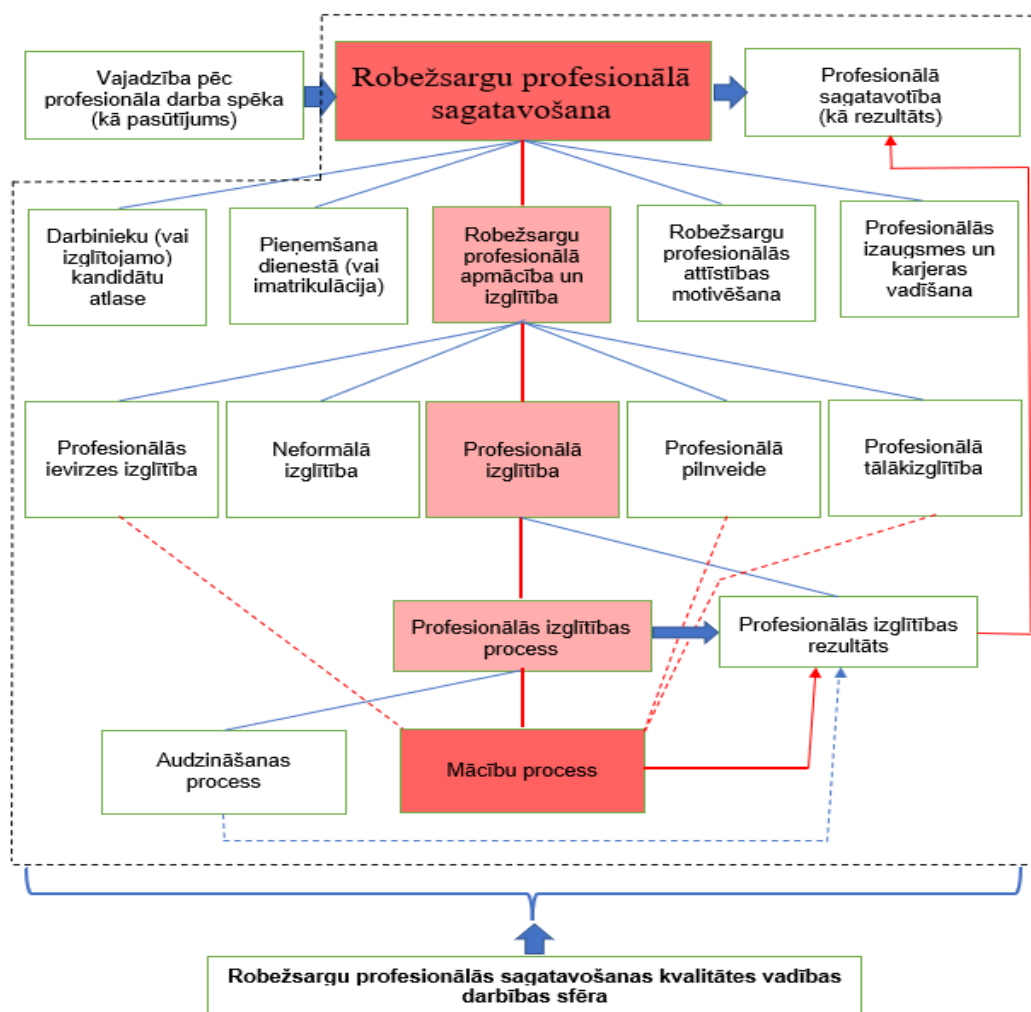 Vajadzība pēc
profesionāla darba spēka
(kā pasūtījums)
Robežsargu profesionālā
sagatavošana
Profesionālā
sagatavotība
(kā rezultāts)
Darbinieku (vai
izglītojamo)
kandidātu
atlase
Pieņemšana
dienestā (vai
imatrikulācija)
Robežsargu
profesionālā
apmācība un
izglītība
Robežsargu
profesionālās
attīstības
motivēšana
Profesionālās
izaugsmes un
karjeras
vadīšana
Profesionālās
ievirzes izglītība
Neformālā
izglītība
Profesionālā
izglītība
Profesionālā
pilnveide
Profesionālā
tālākizglītība
Profesionālās izglītības
process
Profesionālās izglītības
rezultāts
Audzināšanas
process
Mācību process
Robežsargu profesionālās sagatavošanas kvalitātes vadības
darbības sfēra